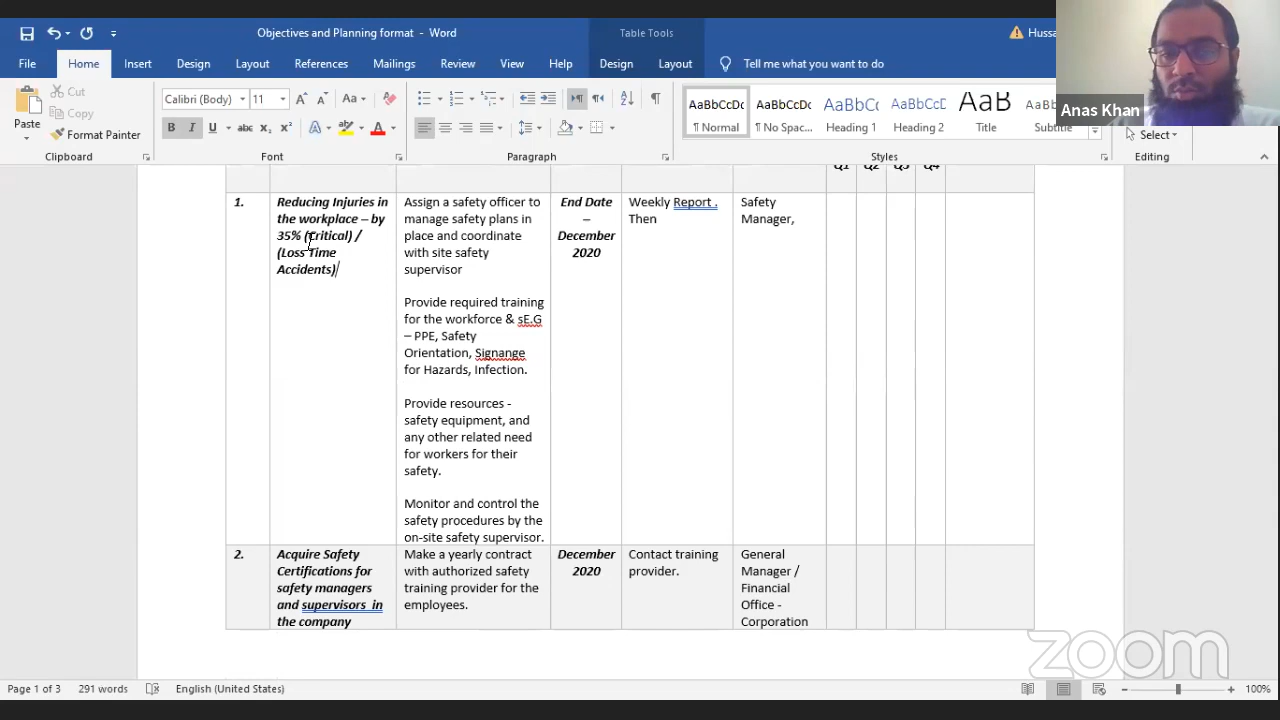 Objectives and Planning format - Word
Table Tools
Hussa
File
Home
Insert
Design
Layout
References
Mailings
Review
View
Help
Design
Layout
Tell me what you want to do
Anas Khan
Paste
Cut
Copy
Format Painter
Clipboard
Calibri (Body)
11
Font
Paragraph
AaBbCcDc
¶ Normal
AaBbCcDc
¶ No Spac...
AaBbCc
Heading 1
AaBbCcE
Heading 2
AaB
Title
AaBbCc
Subtitle
Styles
Select
Editing
Q1 Q2 Q3 Q4
1.
Reducing Injuries in
the workplace – by
35% (Critical) /
(Loss Time
Accidents)
Assign a safety officer to
manage safety plans in
place and coordinate
with site safety
supervisor
Provide required training
for the workforce & sE.G
– PPE, Safety
Orientation, Signange
for Hazards, Infection.
Provide resources -
safety equipment, and
any other related need
for workers for their
safety.
Monitor and control the
safety procedures by the
on-site safety supervisor.
End Date
–
December
2020
Weekly Report .
Then
Safety
Manager,
2.
Acquire Safety
Certifications for
safety managers
and supervisors in
the company
Make a yearly contract
with authorized safety
training provider for the
employees.
December
2020
Contact training
provider.
General
Manager /
Financial
Office -
Corporation
zoom
Page 1 of 3
291 words
English (United States)
100%